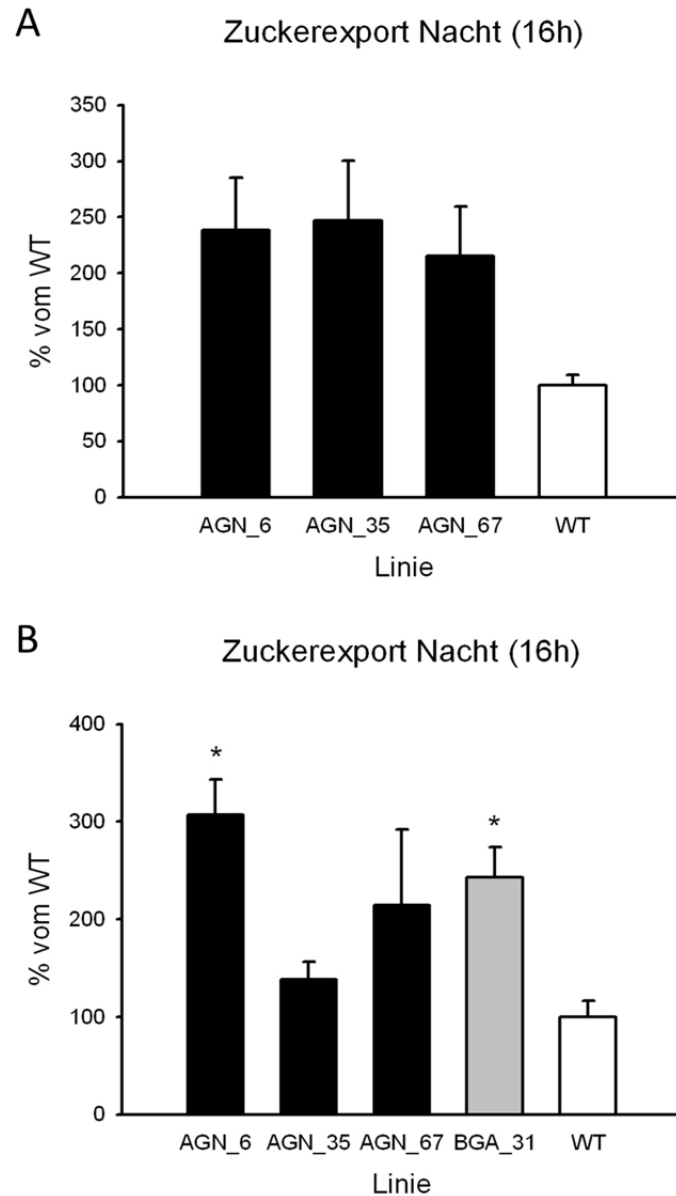 A
Zuckerexport Nacht (16h)
350
300
250
200
150
100
50
0
% vom WT
AGN_6 AGN_35 AGN_67 WT
Linie
B
Zuckerexport Nacht (16h)
400
300
200
100
0
% vom WT
* *
AGN_6 AGN_35 AGN_67 BGA_31 WT
Linie